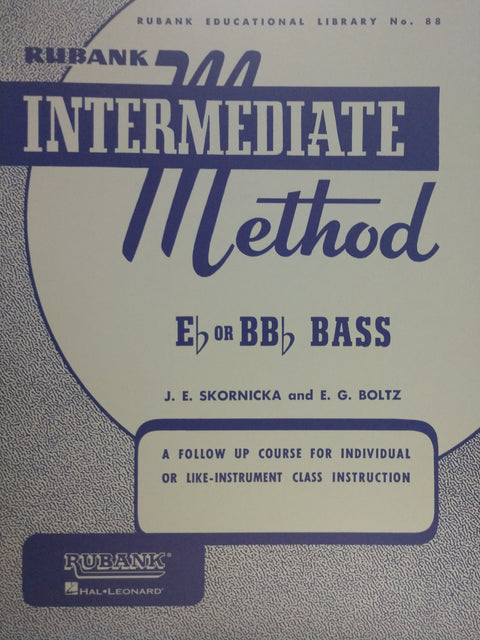 RUBANK EDUCATIONAL LIBRARY No. 88
RUBANK
INTERMEDIATE
Method
E♭ OR BB♭ BASS
J. E. SKORNICKA and E. G. BOLTZ
A FOLLOW UP COURSE FOR INDIVIDUAL
OR LIKE-INSTRUMENT CLASS INSTRUCTION
RUBANK®
HAL•LEONARD®